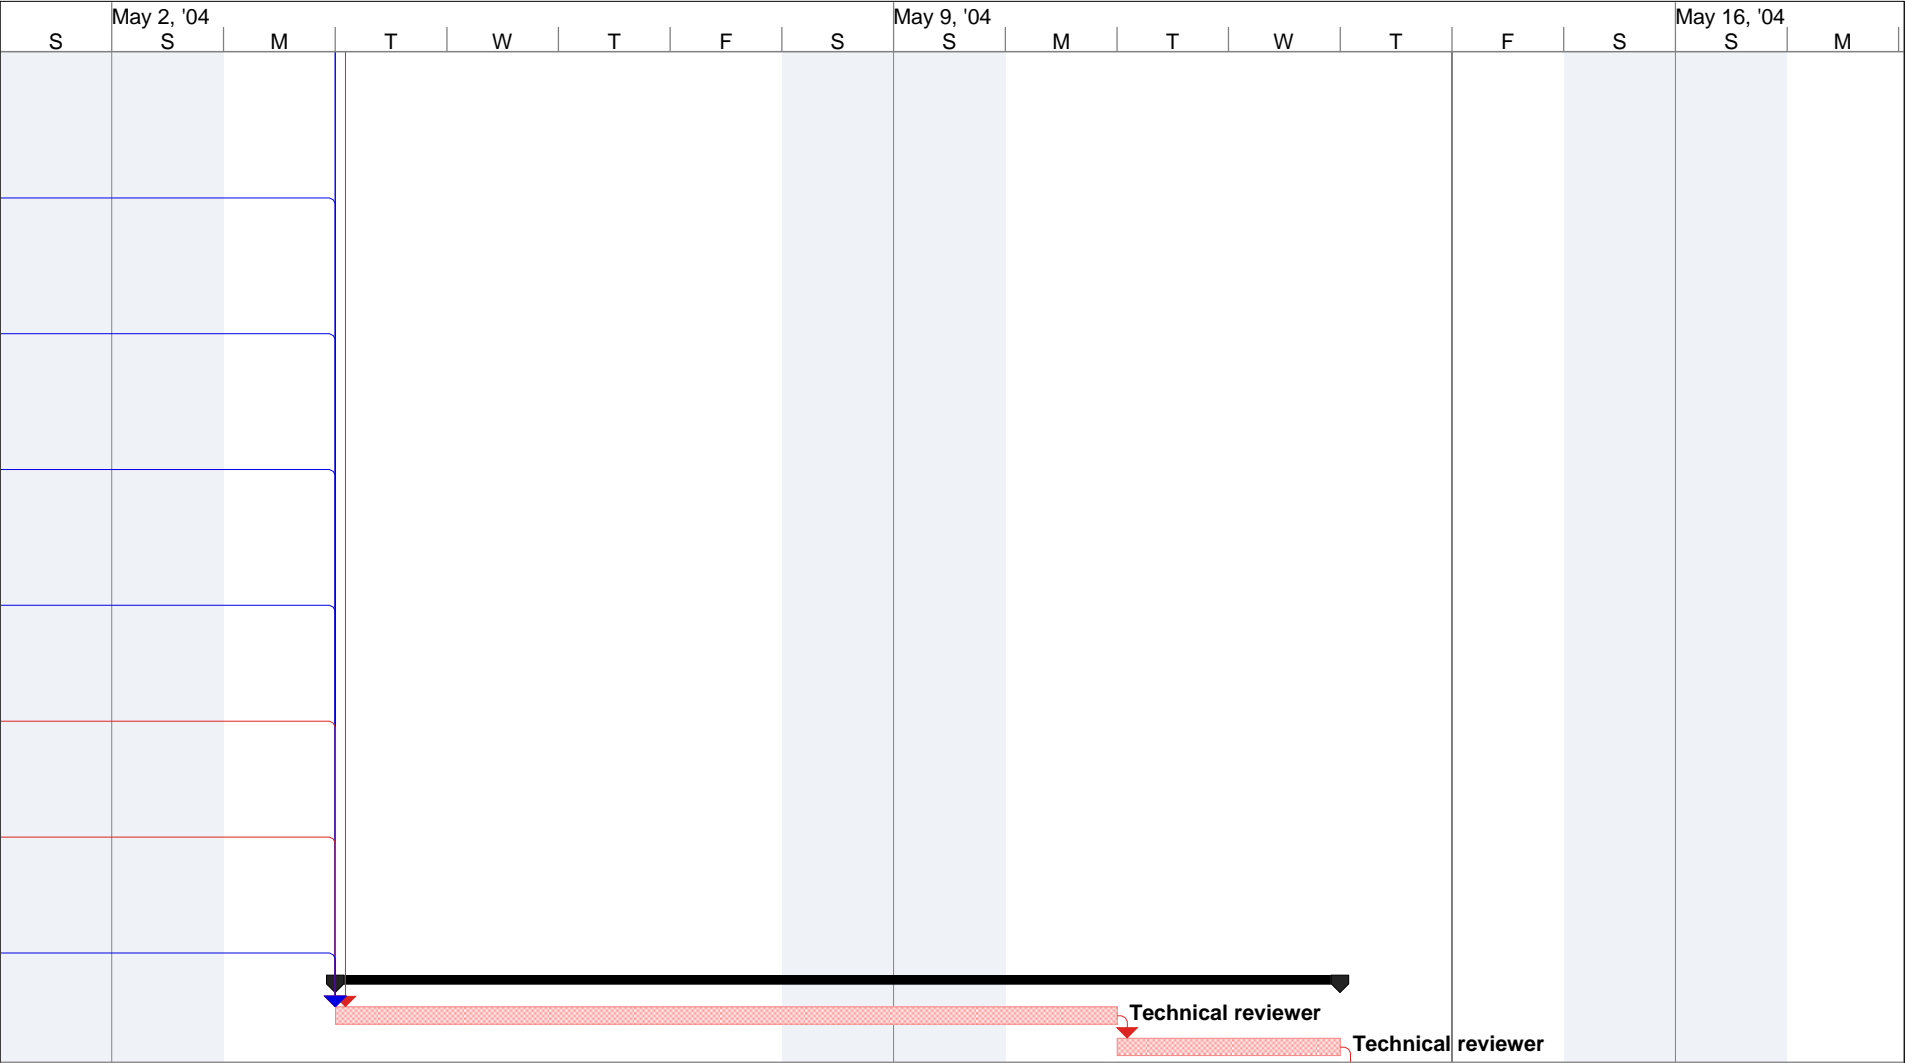 May 2, '04 May 9, '04 May 16, '04
S S M T W T F S S M T W T F S S M
Technical reviewer
Technical reviewer